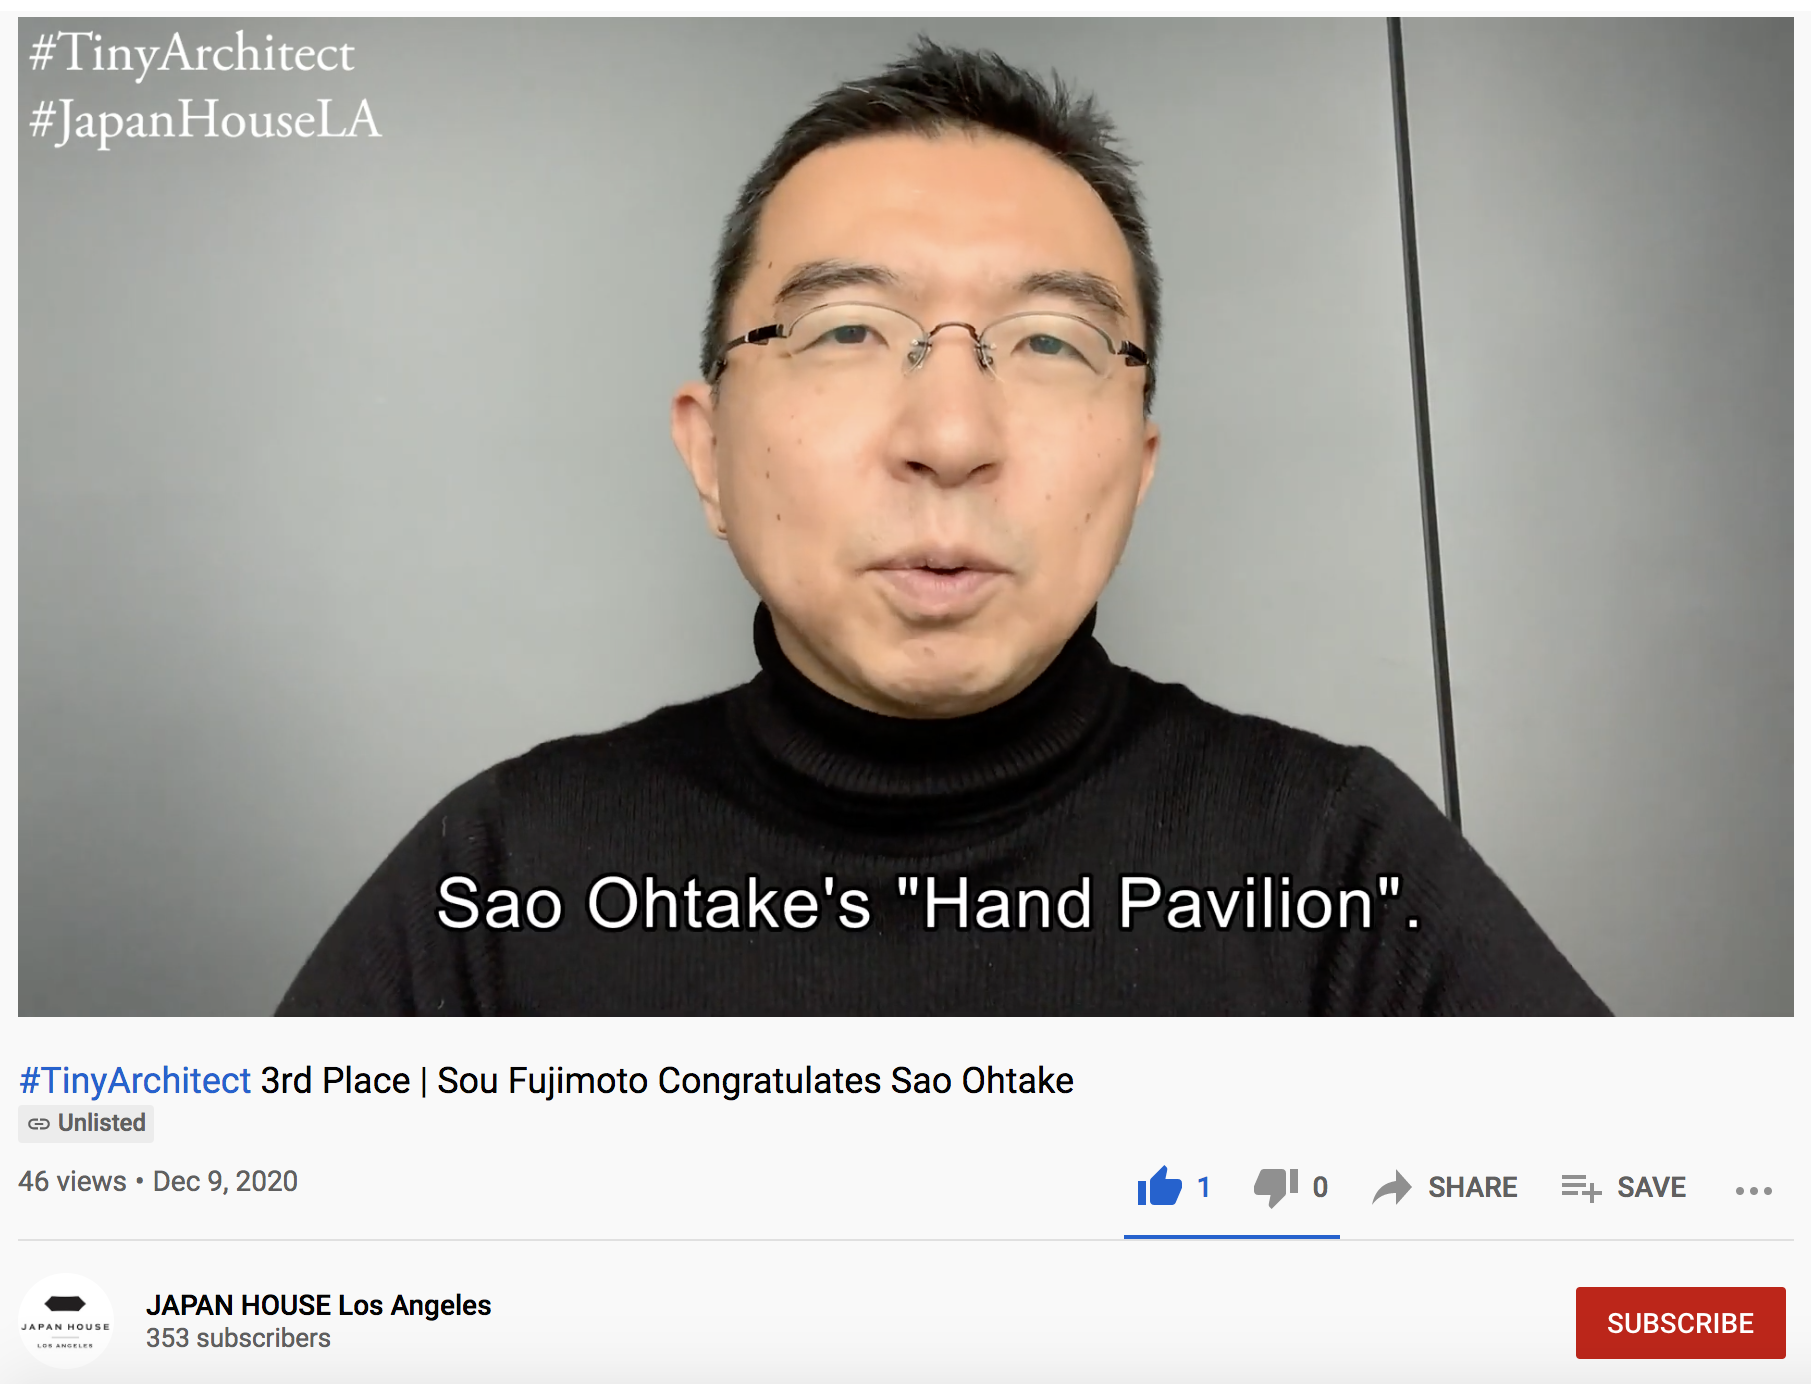 #TinyArchitect
#JapanHouseLA
Sao Ohtake's "Hand Pavilion".
#TinyArchitect 3rd Place | Sou Fujimoto Congratulates Sao Ohtake
Unlisted
46 views • Dec 9, 2020
1
0
SHARE
SAVE
JAPAN HOUSE
LOS ANGELES
JAPAN HOUSE Los Angeles
353 subscribers
SUBSCRIBE